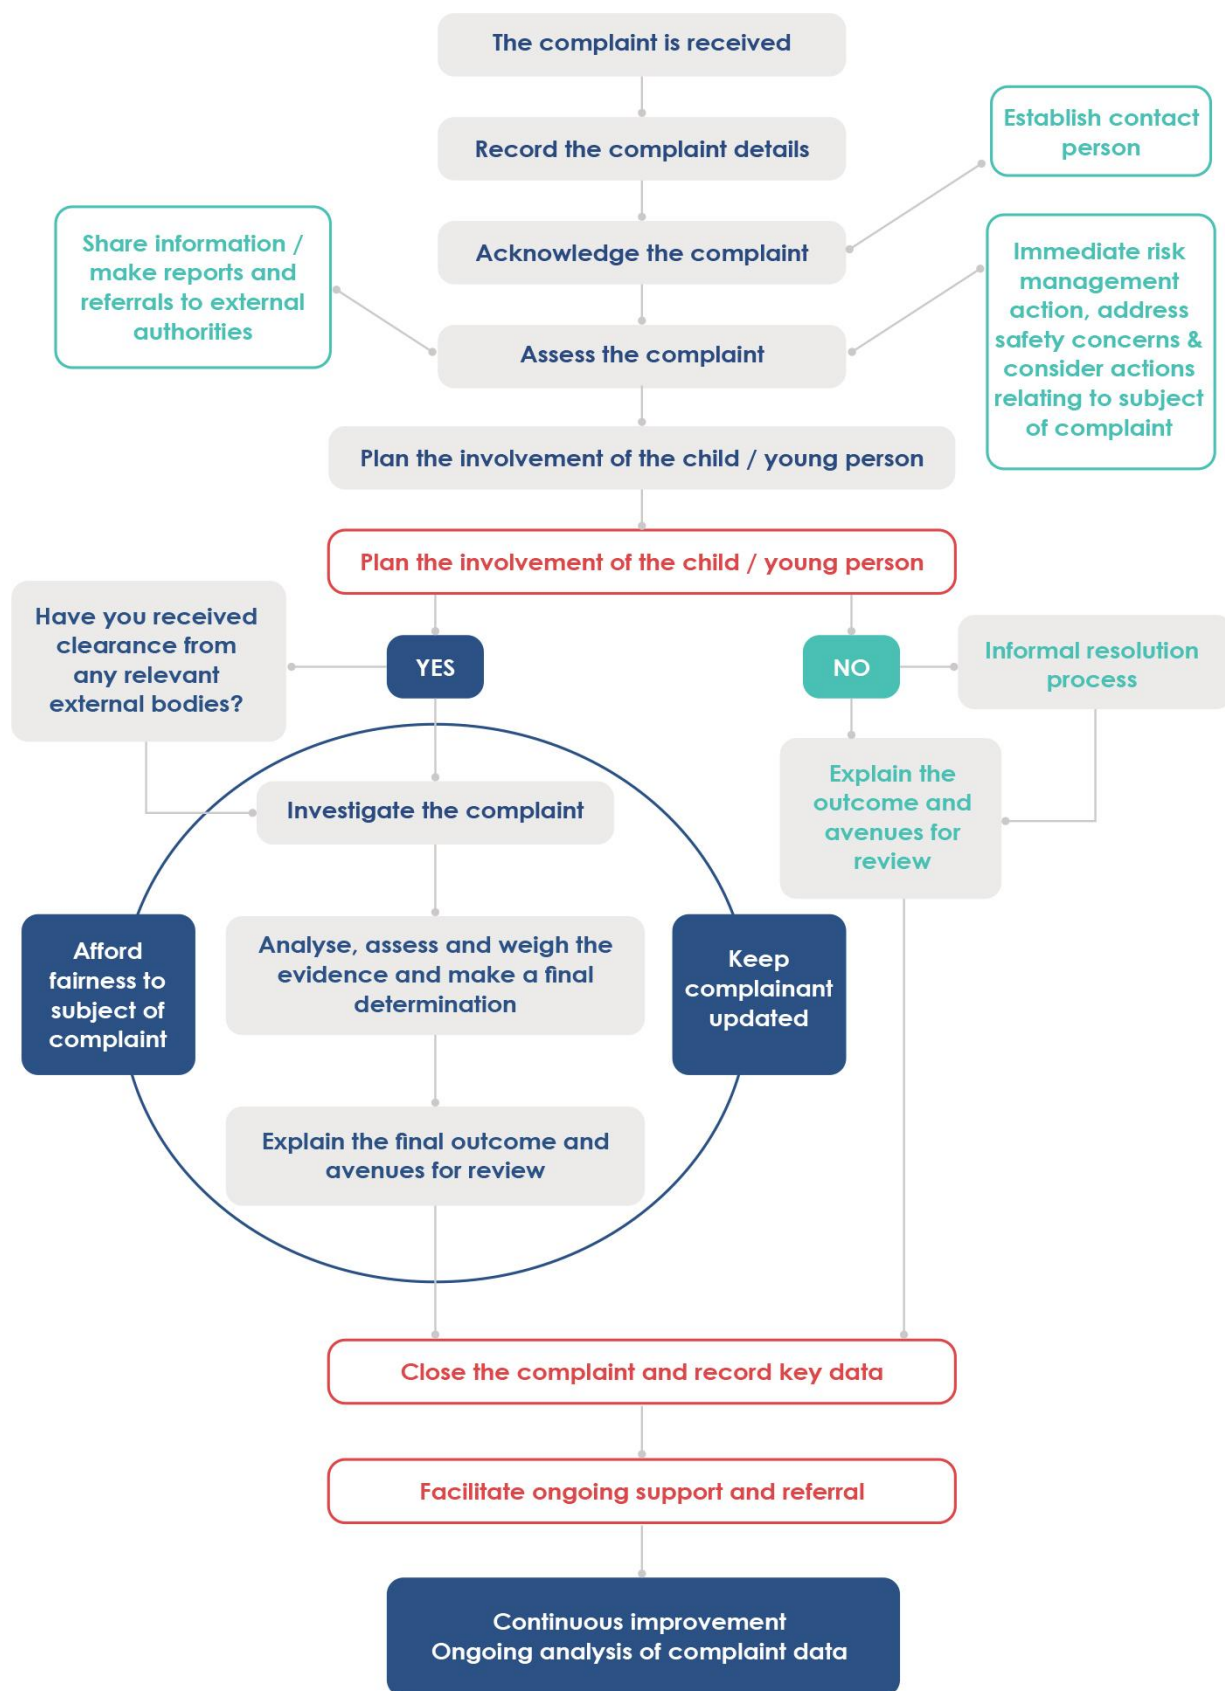 The complaint is received
Record the complaint details
Establish contact
person
Acknowledge the complaint
Share information /
make reports and
referrals to external
authorities
Immediate risk
management
action, address
safety concerns &
consider actions
relating to subject
of complaint
Assess the complaint
Plan the involvement of the child / young person
Plan the involvement of the child / young person
Have you received
clearance from
any relevant
external bodies?
YES
NO
Informal resolution
process
Explain the
outcome and
avenues for
review
Investigate the complaint
Afford
fairness to
subject of
complaint
Analyse, assess and weigh the
evidence and make a final
determination
Keep
complainant
updated
Explain the final outcome and
avenues for review
Close the complaint and record key data
Facilitate ongoing support and referral
Continuous improvement
Ongoing analysis of complaint data